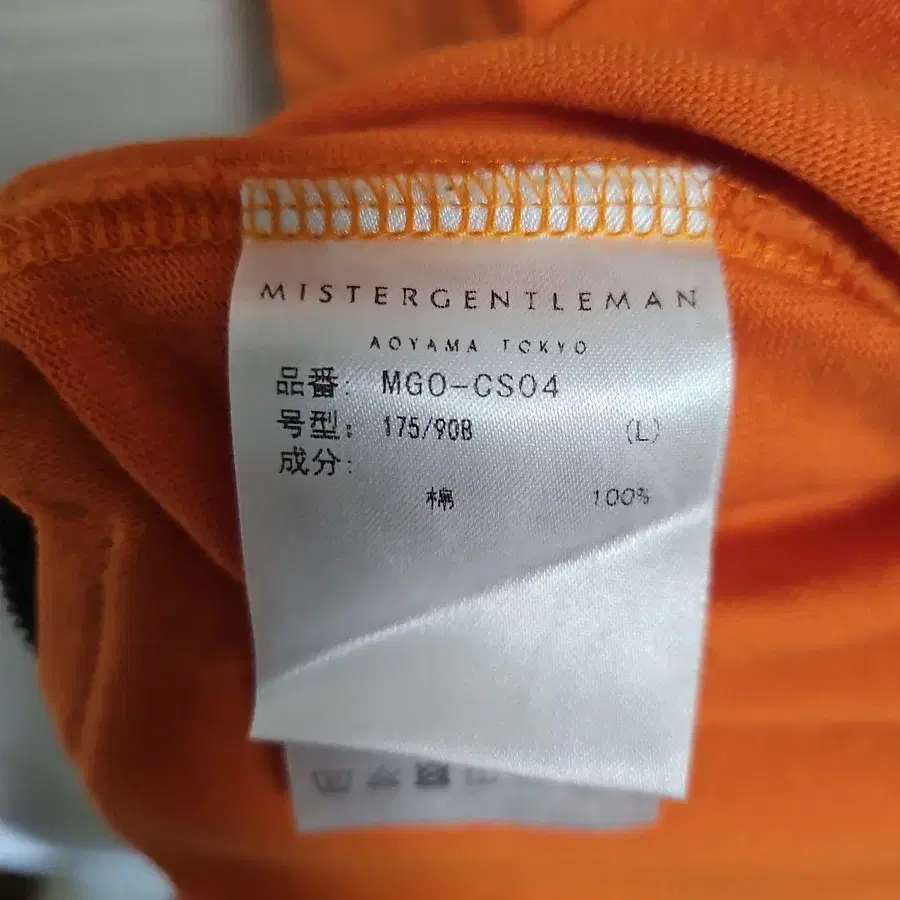 MISTERGENTLEMAN
AOYAMA TOKYO
品番: MGO-CS04
号型: 175/90B (L)
成分:
棉 100%